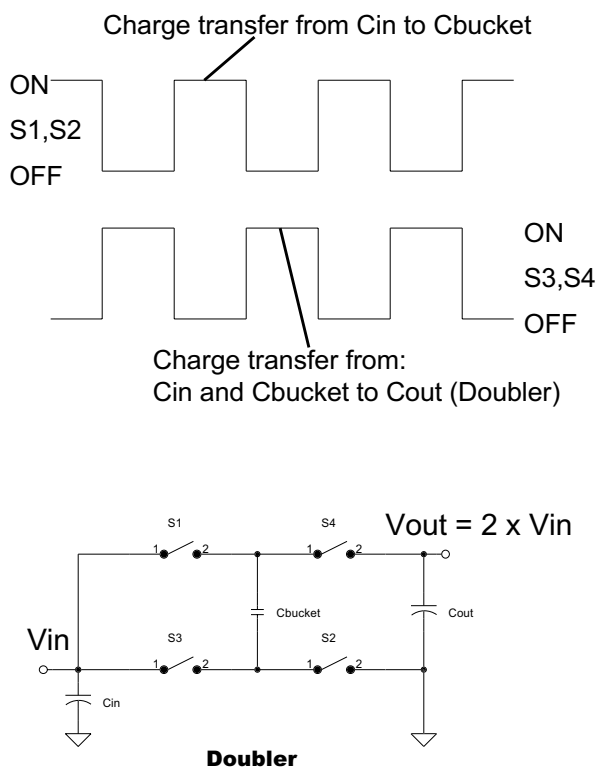 Charge transfer from Cin to Cbucket
ON
S1,S2
OFF
ON
S3,S4
OFF
Charge transfer from:
Cin and Cbucket to Cout (Doubler)
S1
S4
Vout = 2 x Vin
1 2
1 2
Cbucket
Cout
Vin
S3
S2
1 2
1 2
Cin
Doubler